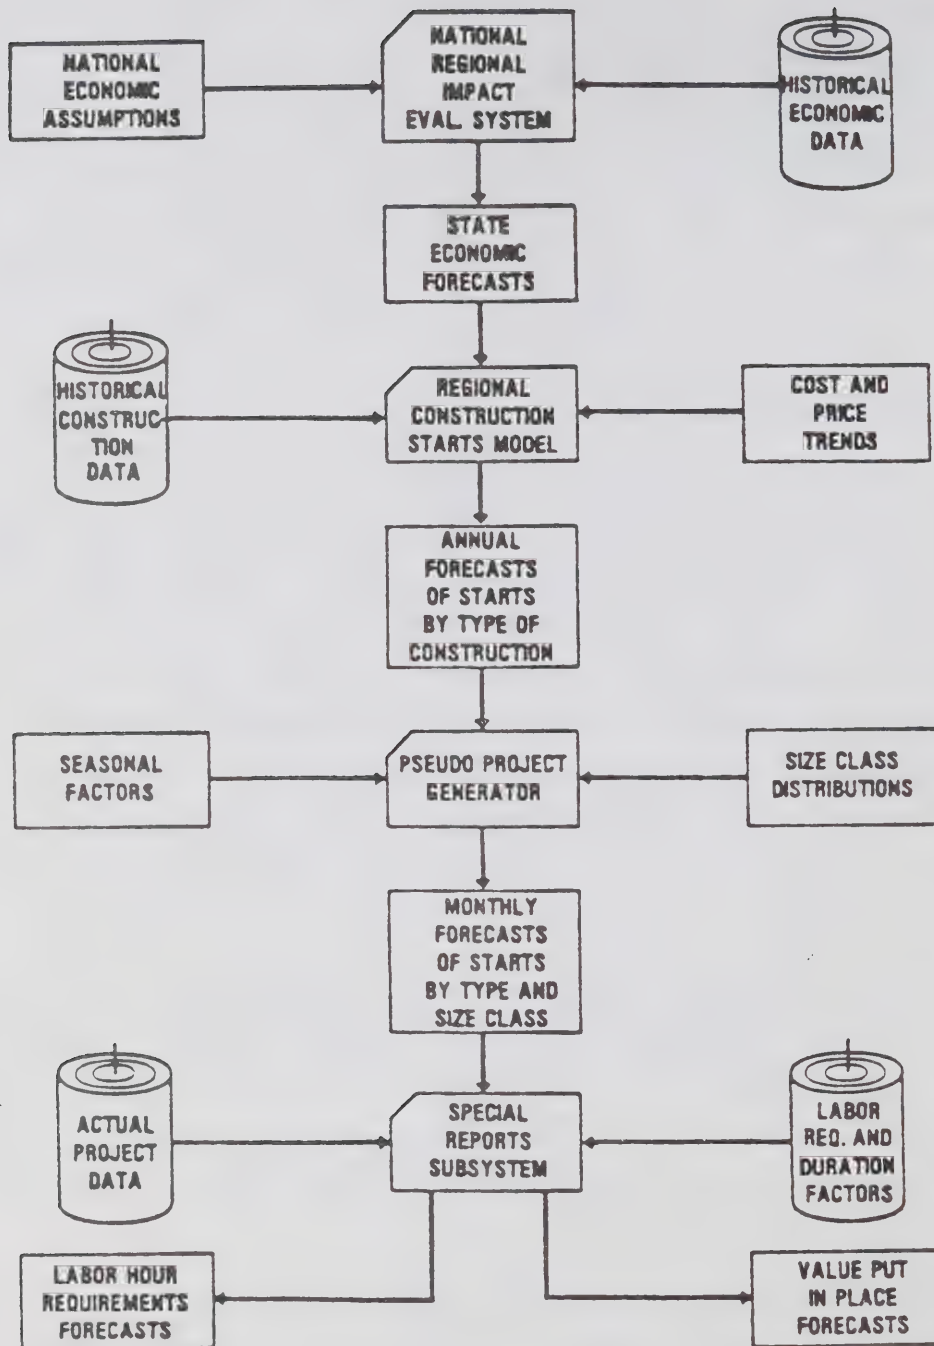 NATIONAL
ECONOMIC
ASSUMPTIONS
NATIONAL
REGIONAL
IMPACT
EVAL. SYSTEM
HISTORICAL
ECONOMIC
DATA
STATE
ECONOMIC
FORECASTS
HISTORICAL
CONSTRUC
TION
DATA
REGIONAL
CONSTRUCTION
STARTS MODEL
COST AND
PRICE
TRENDS
ANNUAL
FORECASTS
OF STARTS
BY TYPE OF
CONSTRUCTION
SEASONAL
FACTORS
PSEUDO PROJECT
GENERATOR
SIZE CLASS
DISTRIBUTIONS
MONTHLY
FORECASTS
OF STARTS
BY TYPE AND
SIZE CLASS
ACTUAL
PROJECT
DATA
SPECIAL
REPORTS
SUBSYSTEM
LABOR
REQ. AND
DURATION
FACTORS
LABOR HOUR
REQUIREMENTS
FORECASTS
VALUE PUT
IN PLACE
FORECASTS